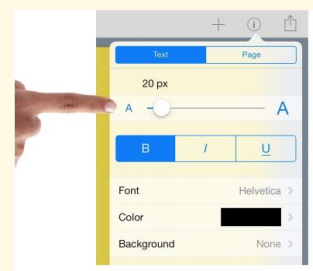 Text Page
20 px
A A
B I U
Font Helvetica >
Color >
Background None >